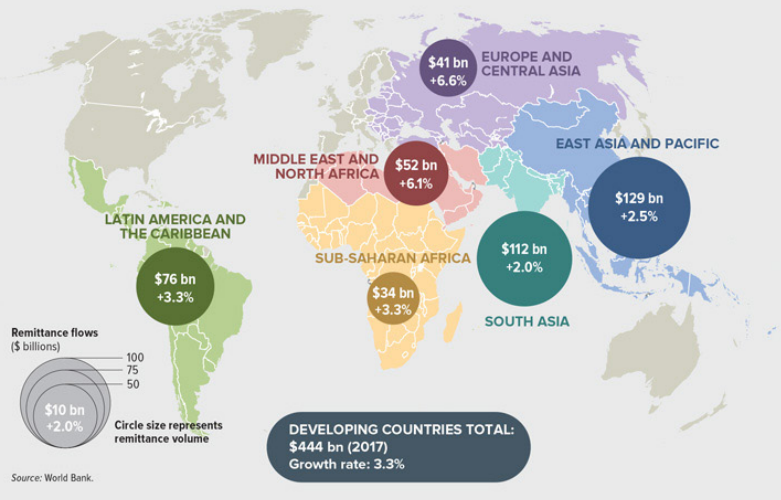 $41 bn
+6.6%
EUROPE AND
CENTRAL ASIA
EAST ASIA AND PACIFIC
$129 bn
+2.5%
MIDDLE EAST AND
NORTH AFRICA
$52 bn
+6.1%
LATIN AMERICA AND
THE CARIBBEAN
$76 bn
+3.3%
SUB-SAHARAN AFRICA
$34 bn
+3.3%
$112 bn
+2.0%
SOUTH ASIA
Remittance flows
($ billions)
100
75
50
$10 bn
+2.0%
Circle size represents
remittance volume
DEVELOPING COUNTRIES TOTAL:
$444 bn (2017)
Growth rate: 3.3%
Source: World Bank.